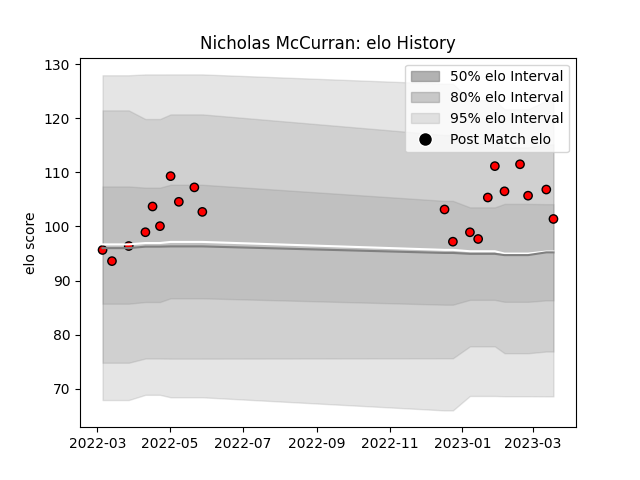 Nicholas McCurran: elo History
130
120
110
100
90
80
70
elo score
50% elo Interval
80% elo Interval
95% elo Interval
Post Match elo
2022-03 2022-05 2022-07 2022-09 2022-11 2023-01 2023-03